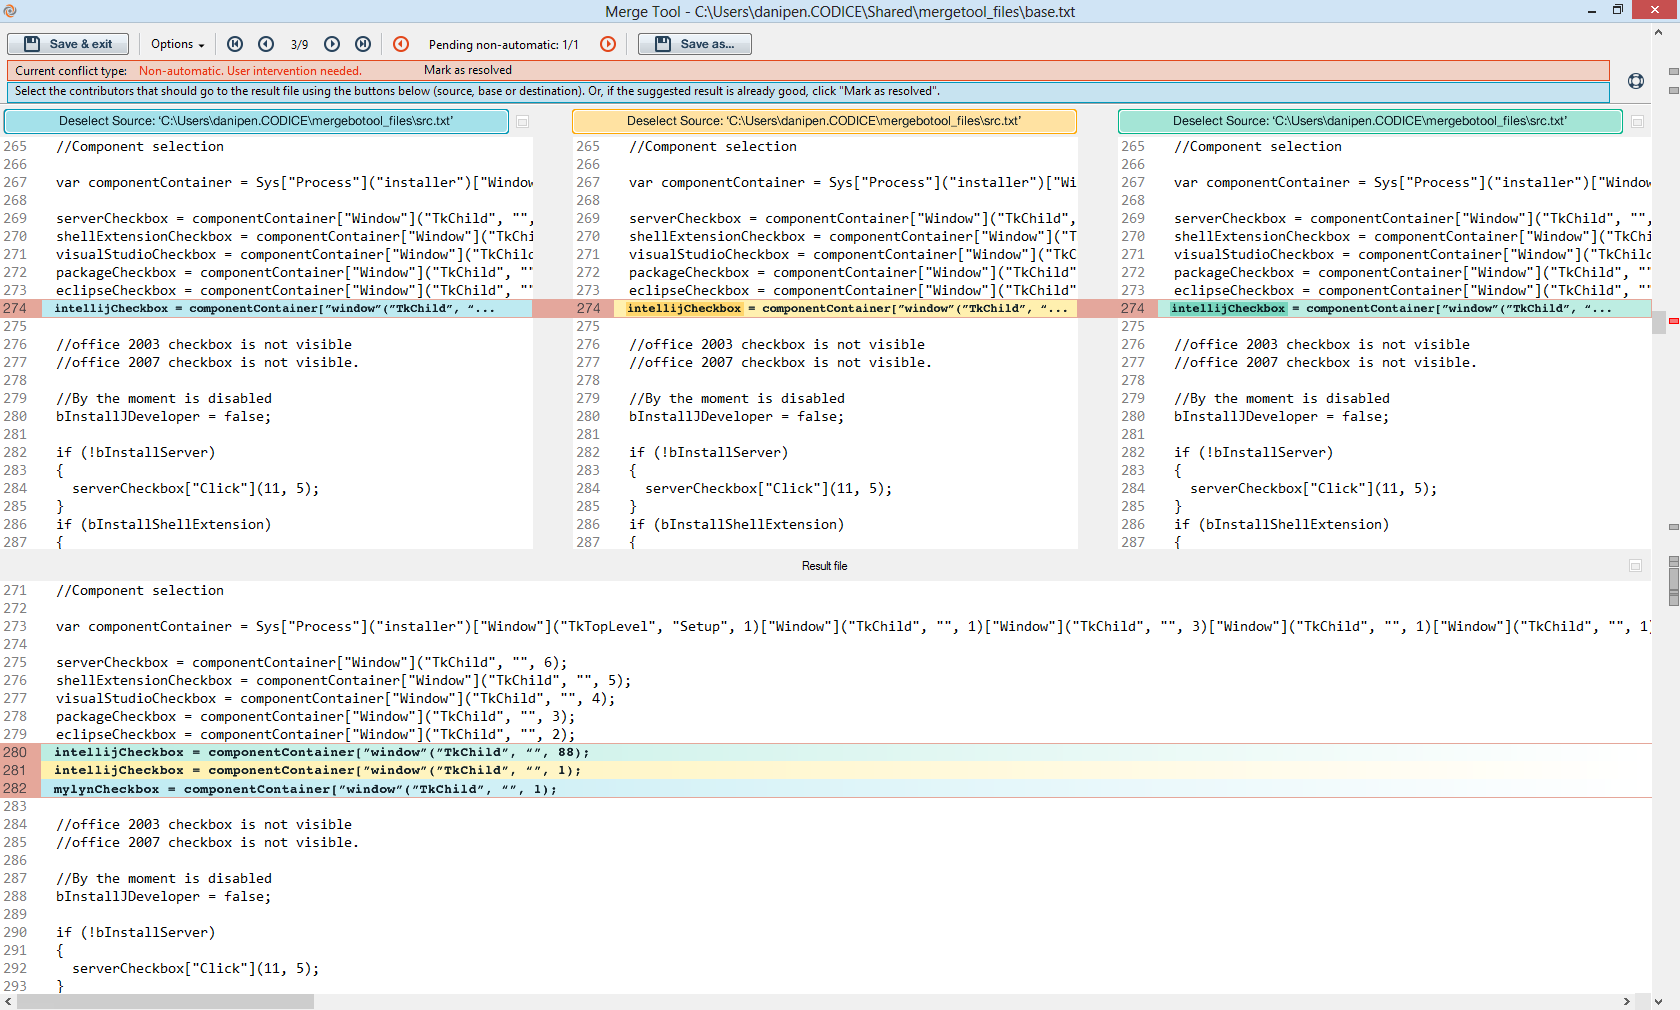 Merge Tool - C:\Users\danipen.CODICE\Shared\mergetool_files\base.txt
Save & exit
Options
3/9
Pending non-automatic: 1/1
Save as...
Current conflict type: Non-automatic. User intervention needed. Mark as resolved
Select the contributors that should go to the result file using the buttons below (source, base or destination). Or, if the suggested result is already good, click "Mark as resolved".
Deselect Source: 'C:\Users\danipen.CODICE\mergebotool_files\src.txt'
265 //Component selection
266
267 var componentContainer = Sys["Process"]("installer")["Window
268
269 serverCheckbox = componentContainer["Window"]("TkChild", "",
270 shellExtensionCheckbox = componentContainer["Window"]("TkChi
271 visualStudioCheckbox = componentContainer["Window"]("TkChild
272 packageCheckbox = componentContainer["Window"]("TkChild", ""
273 eclipseCheckbox = componentContainer["Window"]("TkChild", ""
274 intellijCheckbox = componentContainer["window"("TkChild", "...
275
276 //office 2003 checkbox is not visible
277 //office 2007 checkbox is not visible.
278
279 //By the moment is disabled
280 bInstallJDeveloper = false;
281
282 if (!bInstallServer)
283 {
284 serverCheckbox["Click"](11, 5);
285 }
286 if (bInstallShellExtension)
287 {
Deselect Source: 'C:\Users\danipen.CODICE\mergebotool_files\src.txt'
265 //Component selection
266
267 var componentContainer = Sys["Process"]("installer")["Wi
268
269 serverCheckbox = componentContainer["Window"]("TkChild",
270 shellExtensionCheckbox = componentContainer["Window"]("T
271 visualStudioCheckbox = componentContainer["Window"]("TkC
272 packageCheckbox = componentContainer["Window"]("TkChild"
273 eclipseCheckbox = componentContainer["Window"]("TkChild"
274 intellijCheckbox = componentContainer["window"("TkChild", "...
275
276 //office 2003 checkbox is not visible
277 //office 2007 checkbox is not visible.
278
279 //By the moment is disabled
280 bInstallJDeveloper = false;
281
282 if (!bInstallServer)
283 {
284 serverCheckbox["Click"](11, 5);
285 }
286 if (bInstallShellExtension)
287 {
Deselect Source: 'C:\Users\danipen.CODICE\mergebotool_files\src.txt'
265 //Component selection
266
267 var componentContainer = Sys["Process"]("installer")["Window
268
269 serverCheckbox = componentContainer["Window"]("TkChild", "",
270 shellExtensionCheckbox = componentContainer["Window"]("TkChi
271 visualStudioCheckbox = componentContainer["Window"]("TkChild
272 packageCheckbox = componentContainer["Window"]("TkChild", ""
273 eclipseCheckbox = componentContainer["Window"]("TkChild", ""
274 intellijCheckbox = componentContainer["window"("TkChild", "...
275
276 //office 2003 checkbox is not visible
277 //office 2007 checkbox is not visible.
278
279 //By the moment is disabled
280 bInstallJDeveloper = false;
281
282 if (!bInstallServer)
283 {
284 serverCheckbox["Click"](11, 5);
285 }
286 if (bInstallShellExtension)
287 {
Result file
271 //Component selection
272
273 var componentContainer = Sys["Process"]("installer")["Window"]("TkTopLevel", "Setup", 1)["Window"]("TkChild", "", 1)["Window"]("TkChild", "", 3)["Window"]("TkChild", "", 1)["Window"]("TkChild", "", 1
274
275 serverCheckbox = componentContainer["Window"]("TkChild", "", 6);
276 shellExtensionCheckbox = componentContainer["Window"]("TkChild", "", 5);
277 visualStudioCheckbox = componentContainer["Window"]("TkChild", "", 4);
278 packageCheckbox = componentContainer["Window"]("TkChild", "", 3);
279 eclipseCheckbox = componentContainer["Window"]("TkChild", "", 2);
280 intellijCheckbox = componentContainer["window"("TkChild", "", 88);
281 intellijCheckbox = componentContainer["window"("TkChild", "", 1);
282 mylynCheckbox = componentContainer["window"("TkChild", "", 1);
283
284 //office 2003 checkbox is not visible
285 //office 2007 checkbox is not visible.
286
287 //By the moment is disabled
288 bInstallJDeveloper = false;
289
290 if (!bInstallServer)
291 {
292 serverCheckbox["Click"](11, 5);
293 }